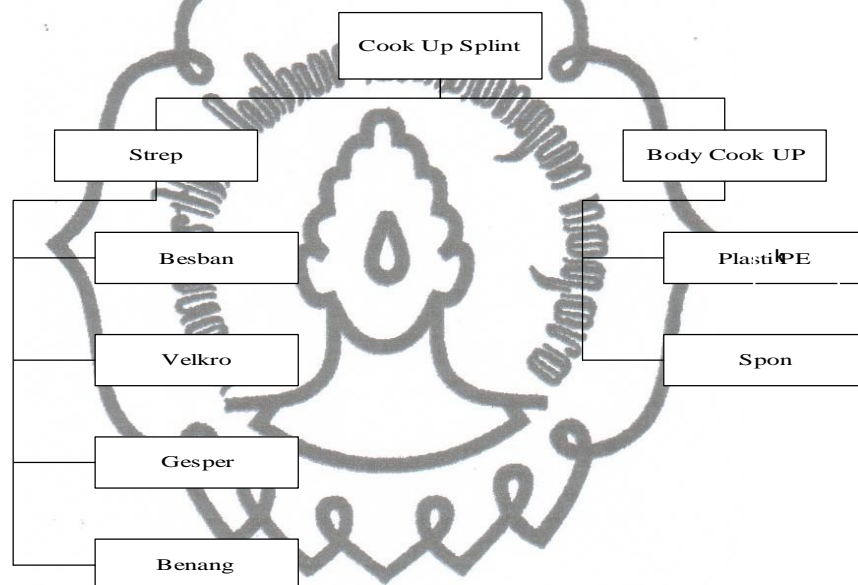 Cook Up Splint
Strep
Body Cook UP
Besban
Plastik PE
Velkro
Spon
Gesper
Benang